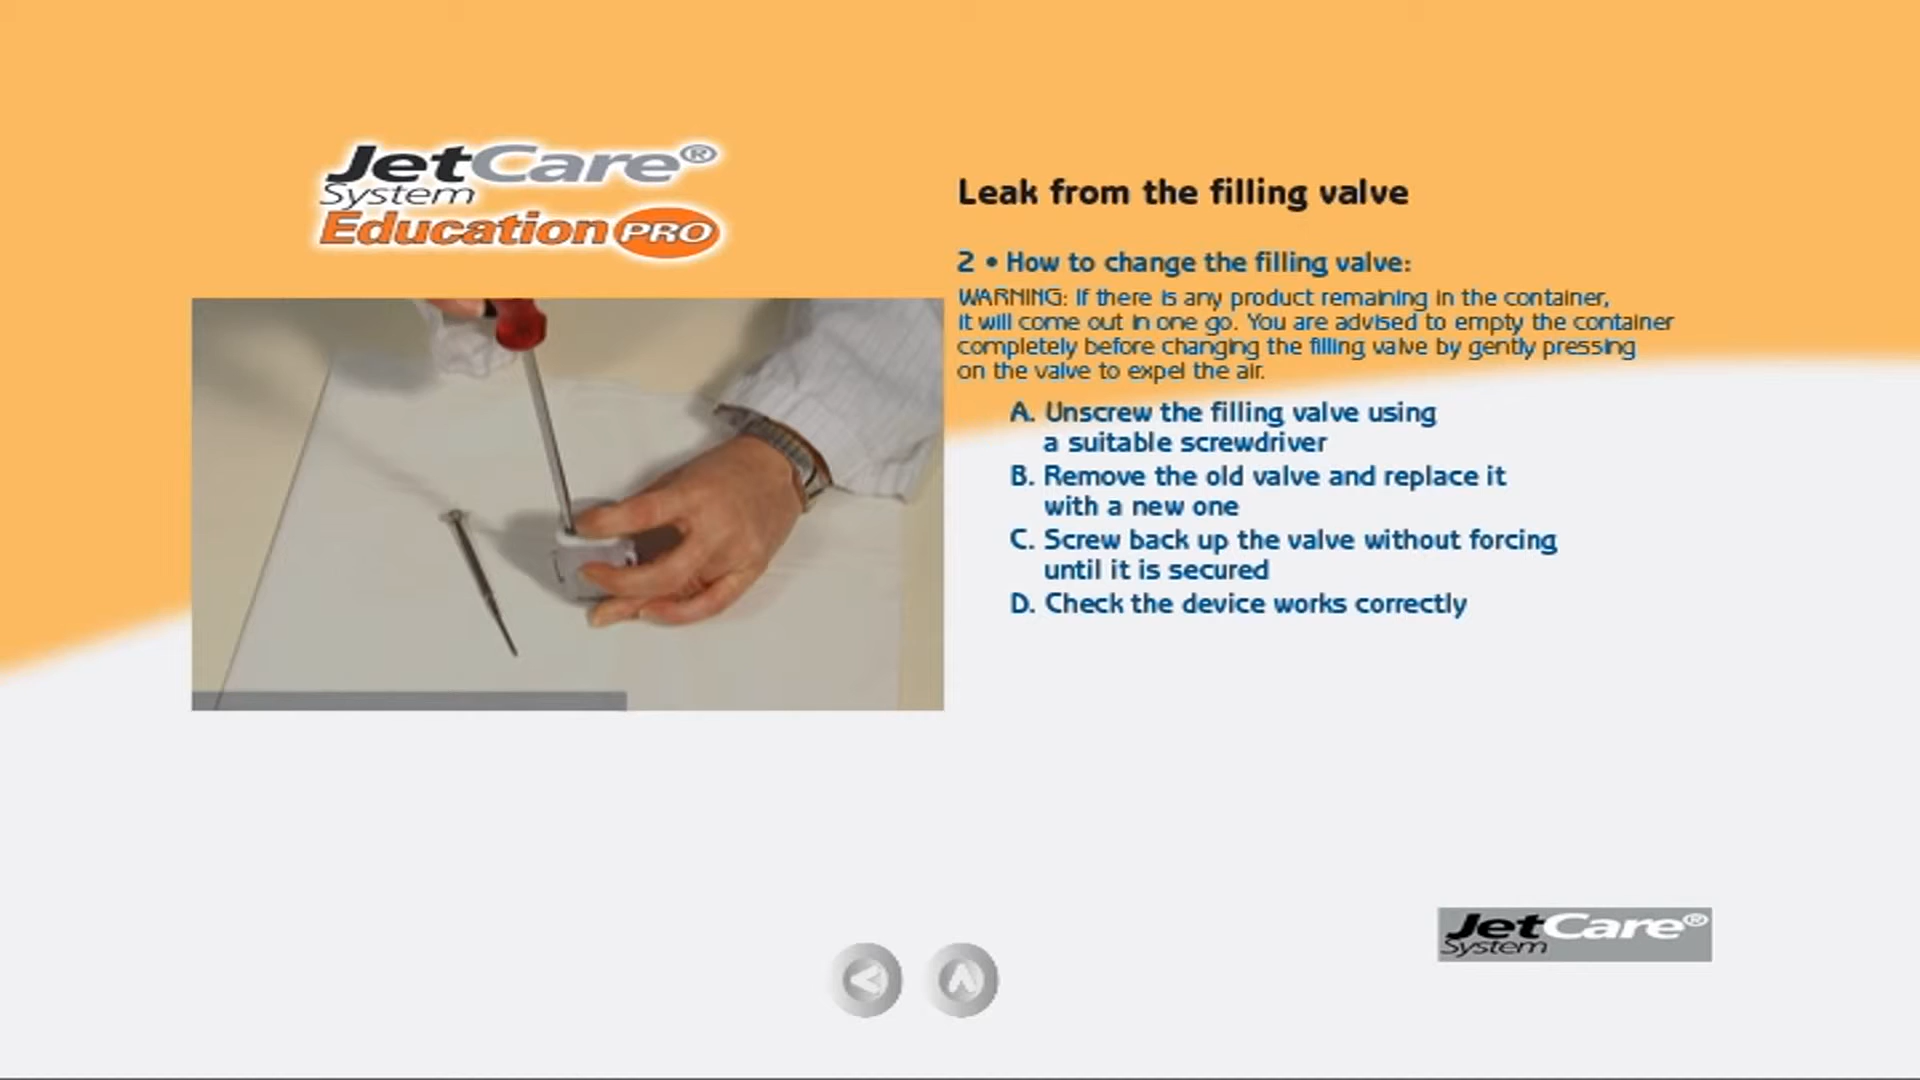 JetCare®
System
Education PRO
Leak from the filling valve
2 • How to change the filling valve:
WARNING: If there is any product remaining in the container,
it will come out in one go. You are advised to empty the container
completely before changing the filling valve by gently pressing
on the valve to expel the air.
A. Unscrew the filling valve using
a suitable screwdriver
B. Remove the old valve and replace it
with a new one
C. Screw back up the valve without forcing
until it is secured
D. Check the device works correctly
JetCare®
System